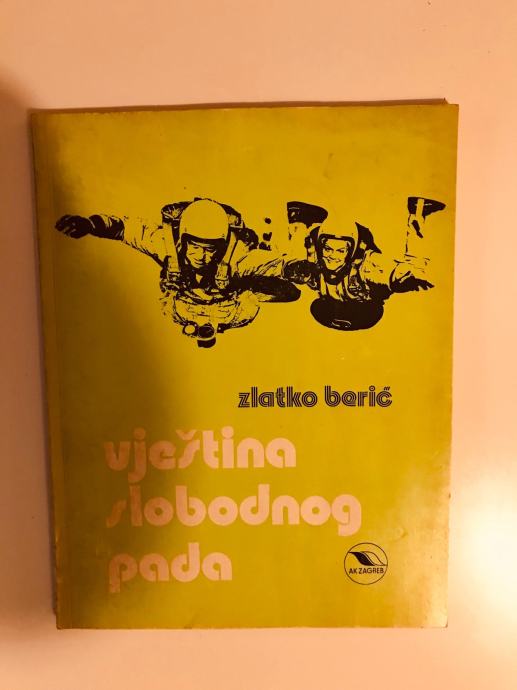 zlatko berić
vještina
slobodnog
pada
AK ZAGREB